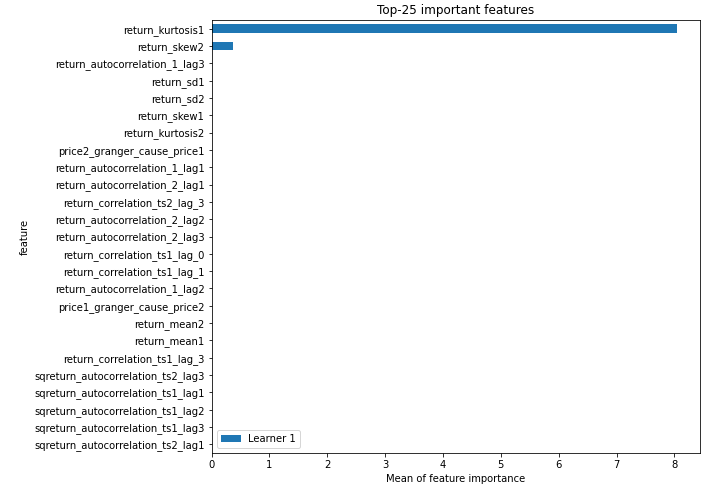 Top-25 important features
return_kurtosis1
return_skew2
return_autocorrelation_1_lag3
return_sd1
return_sd2
return_skew1
return_kurtosis2
price2_granger_cause_price1
return_autocorrelation_1_lag1
return_autocorrelation_2_lag1
return_correlation_ts2_lag_3
return_autocorrelation_2_lag2
return_autocorrelation_2_lag3
return_correlation_ts1_lag_0
return_correlation_ts1_lag_1
return_autocorrelation_1_lag2
price1_granger_cause_price2
return_mean2
return_mean1
return_correlation_ts1_lag_3
sqreturn_autocorrelation_ts2_lag3
sqreturn_autocorrelation_ts1_lag1
sqreturn_autocorrelation_ts1_lag2
sqreturn_autocorrelation_ts1_lag3
sqreturn_autocorrelation_ts2_lag1
feature
Learner 1
0 1 2 3 4 5 6 7 8
Mean of feature importance